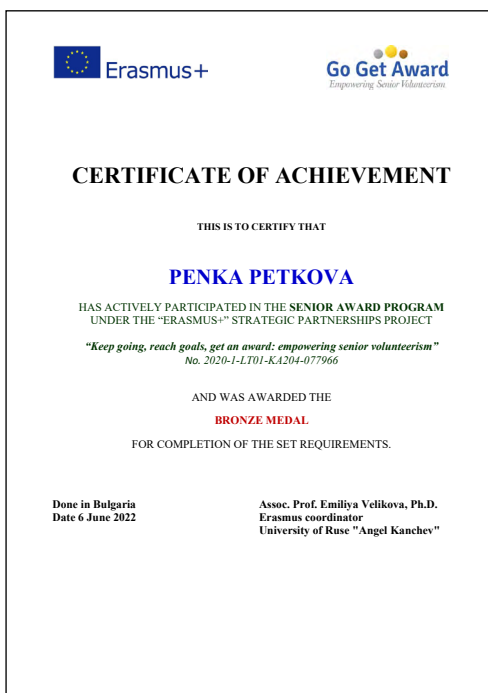 Erasmus+
Go Get Award
Empowering Senior Volunteerism
CERTIFICATE OF ACHIEVEMENT
THIS IS TO CERTIFY THAT
PENKA PETKOVA
HAS ACTIVELY PARTICIPATED IN THE SENIOR AWARD PROGRAM
UNDER THE “ERASMUS+” STRATEGIC PARTNERSHIPS PROJECT
“Keep going, reach goals, get an award: empowering senior volunteerism”
No. 2020-1-LT01-KA204-077966
AND WAS AWARDED THE
BRONZE MEDAL
FOR COMPLETION OF THE SET REQUIREMENTS.
Done in Bulgaria
Date 6 June 2022
Assoc. Prof. Emiliya Velikova, Ph.D.
Erasmus coordinator
University of Ruse "Angel Kanchev"